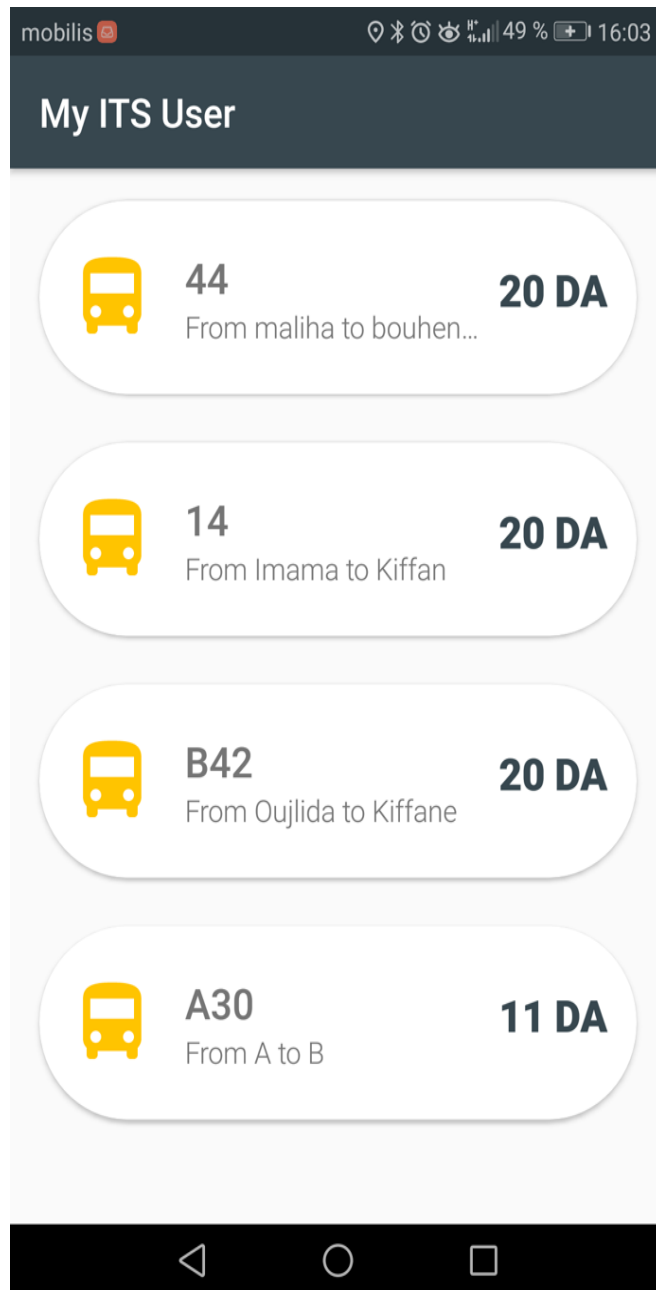 mobilis 49 % 16:03
My ITS User
44
From maliha to bouhen...
20 DA
14
From Imama to Kiffan
20 DA
B42
From Oujlida to Kiffane
20 DA
A30
From A to B
11 DA